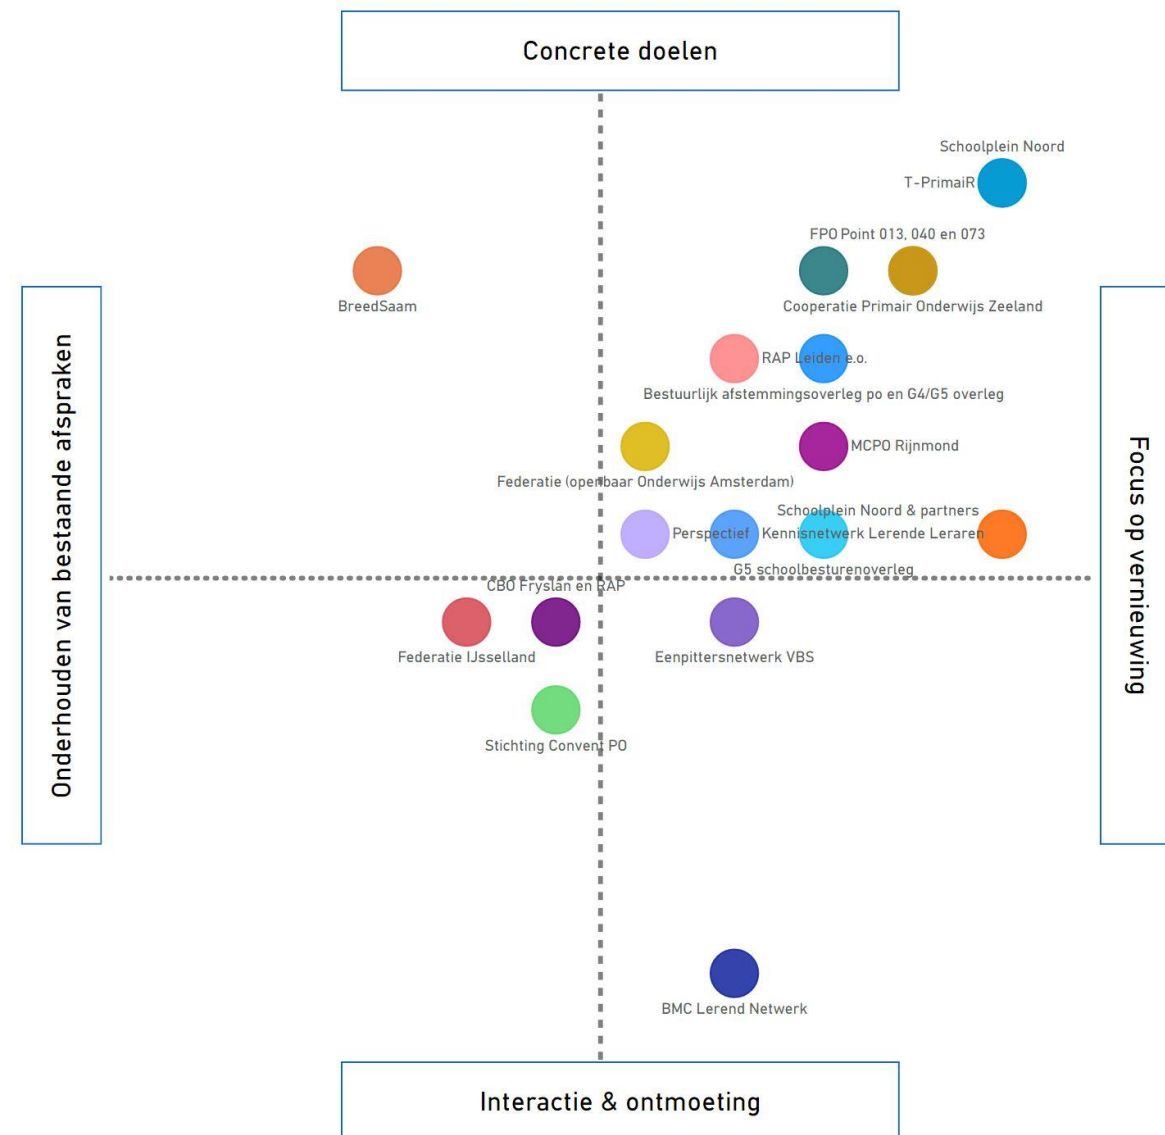 Concrete doelen
Schoolplein Noord
T-PrimaiR
FPO Point 013, 040 en 073
BreedSaam
Cooperatie Primair Onderwijs Zeeland
Onderhouden van bestaande afspraken
Focus op vernieuwing
RAP Leiden e.o.
Bestuurlijk afstemmingsoverleg po en G4/G5 overleg
MCPO Rijnmond
Federatie (openbaar Onderwijs Amsterdam)
Schoolplein Noord & partners
Perspectief
Kennisnetwerk Lerende Leraren
G5 schoolbesturenoverleg
CBO Fryslan en RAP
Federatie IJsselland
Eenpittersnetwerk VBS
Stichting Convent PO
BMC Lerend Netwerk
Interactie & ontmoeting